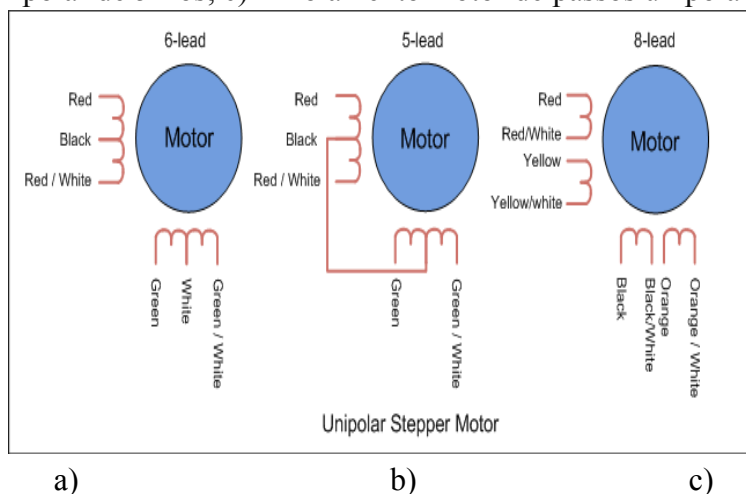 6-lead
5-lead
8-lead
Red
Black
Red / White
Motor
Green
White
Green / White
Red
Black
Red / White
Motor
Green
Green / White
Red
Red/White
Yellow
Yellow/white
Motor
Black
Black/White
Orange
Orange / White
Unipolar Stepper Motor
a)
b)
c)